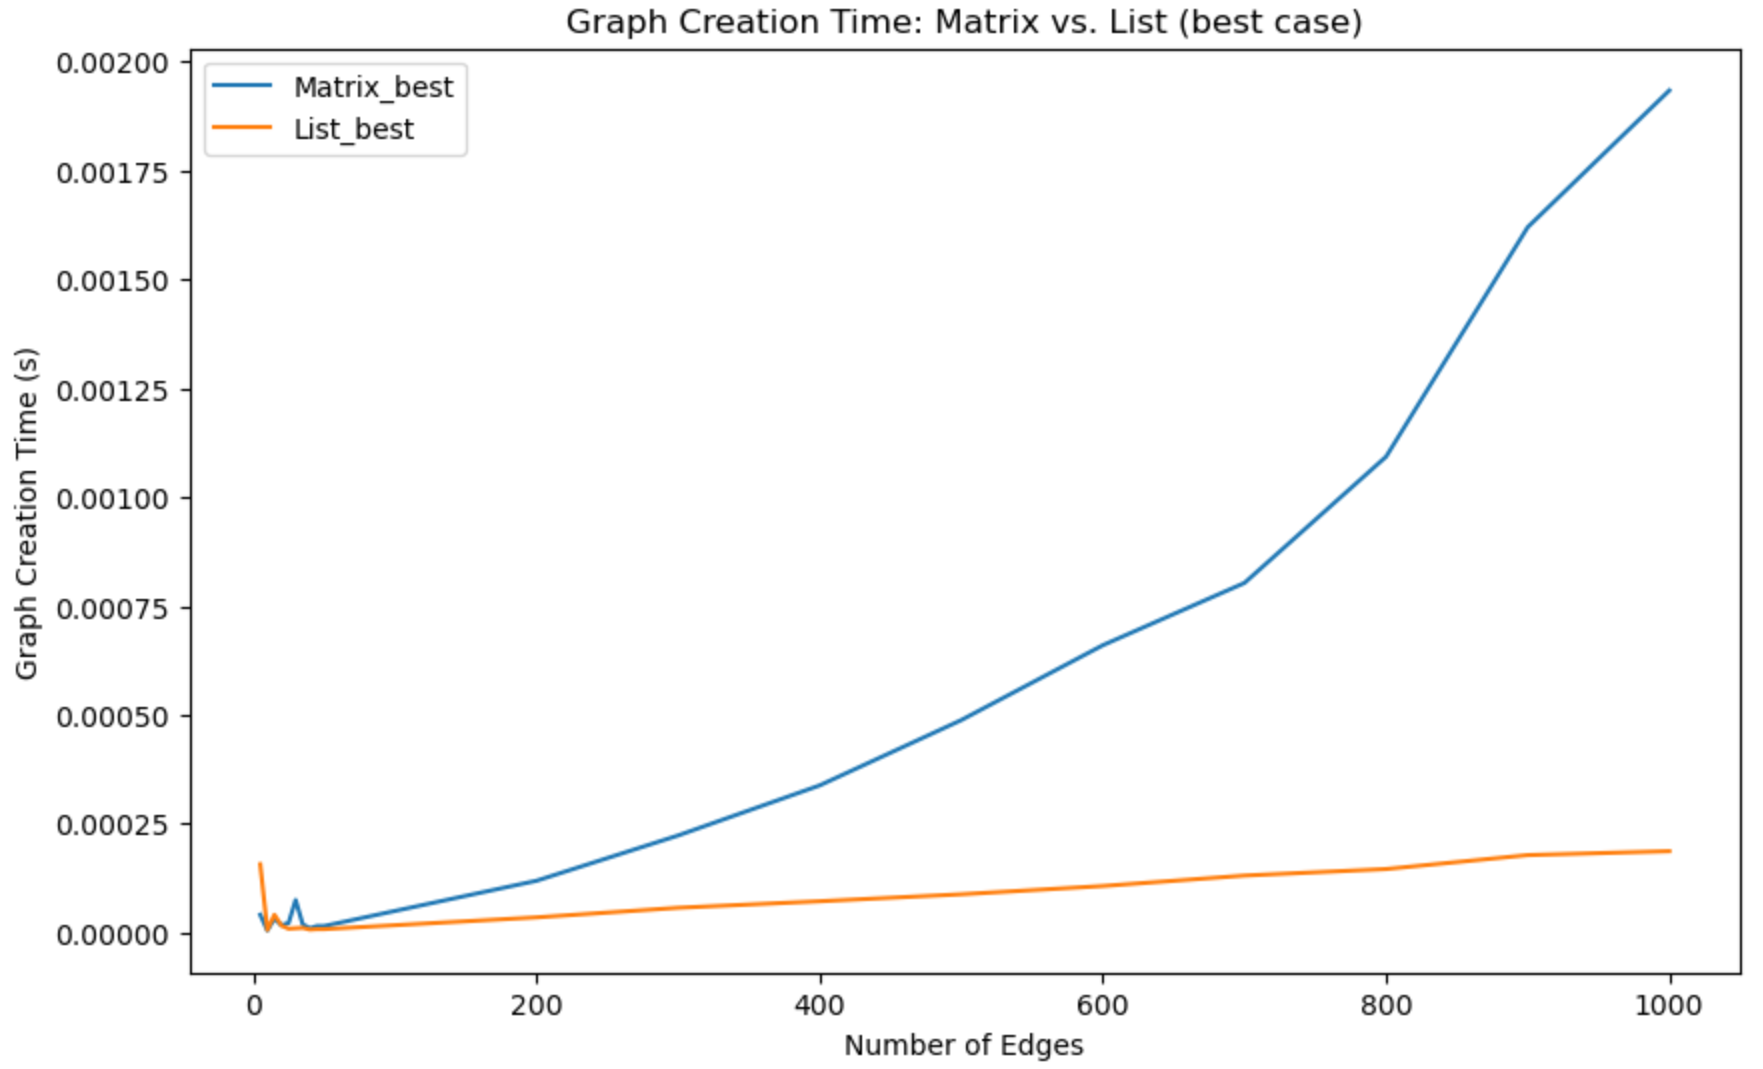 Graph Creation Time: Matrix vs. List (best case)
Matrix_best
List_best
Graph Creation Time (s)
0.00200
0.00175
0.00150
0.00125
0.00100
0.00075
0.00050
0.00025
0.00000
0 200 400 600 800 1000
Number of Edges